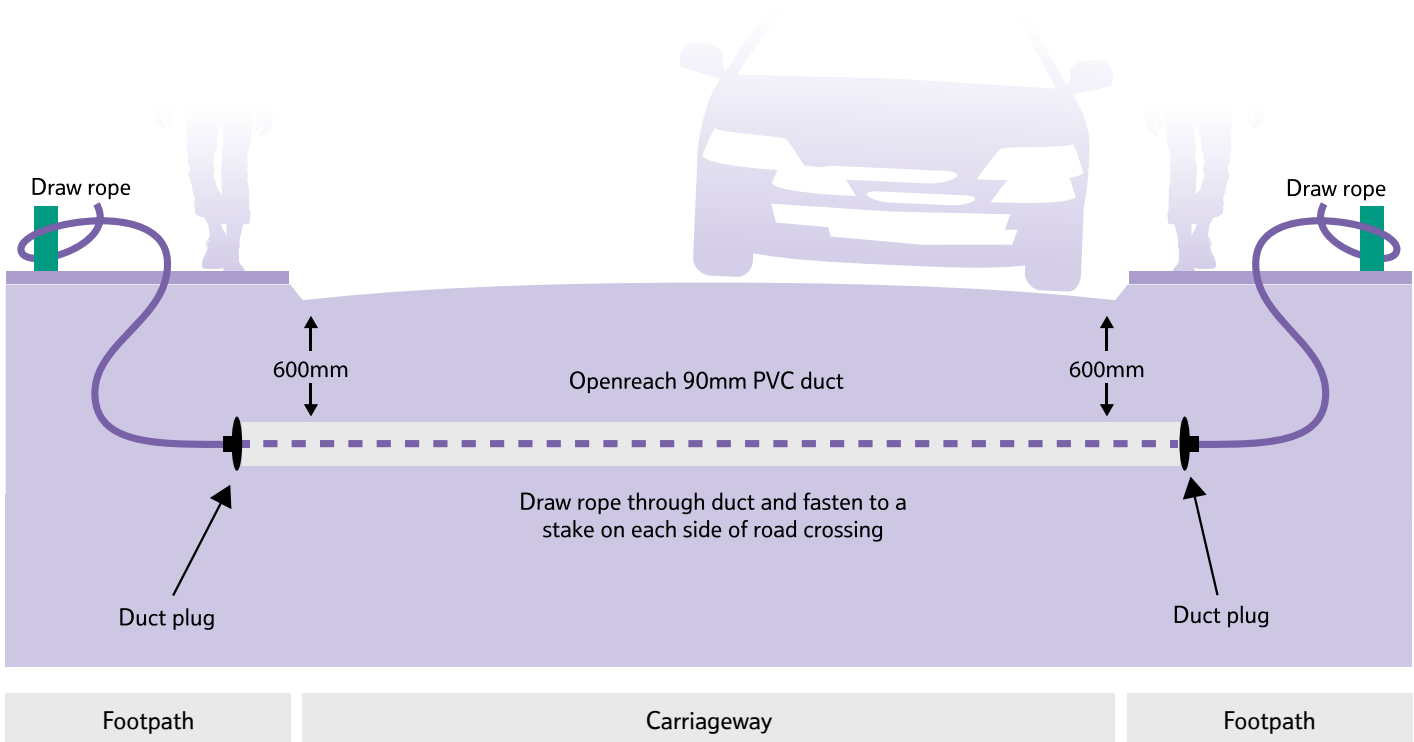 Draw rope
Draw rope
600mm
Openreach 90mm PVC duct
600mm
Draw rope through duct and fasten to a
stake on each side of road crossing
Duct plug
Duct plug
Footpath
Carriageway
Footpath